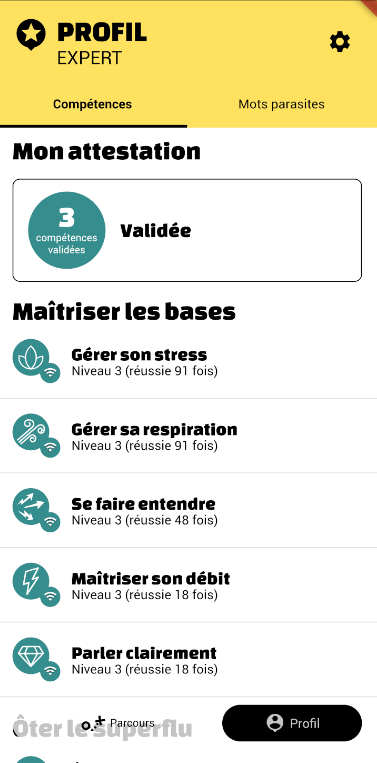 PROFIL
EXPERT
Compétences
Mots parasites
Mon attestation
3
compétences
validées
Validée
Maîtriser les bases
Gérer son stress
Niveau 3 (réussie 91 fois)
Gérer sa respiration
Niveau 3 (réussie 91 fois)
Se faire entendre
Niveau 3 (réussie 48 fois)
Maîtriser son débit
Niveau 3 (réussie 18 fois)
Parler clairement
Niveau 3 (réussie 18 fois)
Ôter le superflu
Parcours
Profil